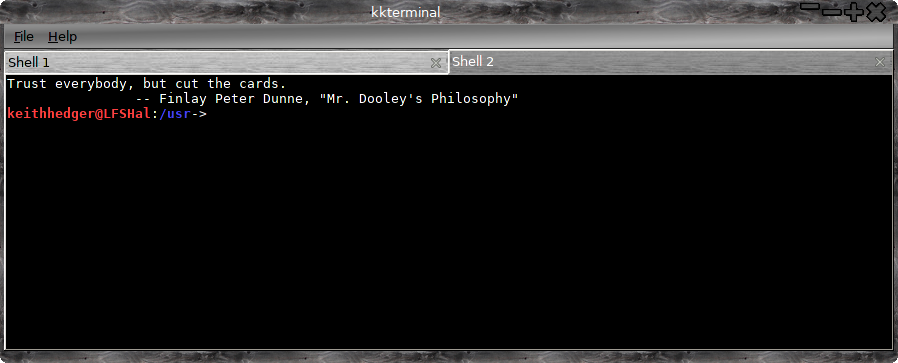 kkterminal
File Help
Shell 1 Shell 2
Trust everybody, but cut the cards.
-- Finlay Peter Dunne, "Mr. Dooley's Philosophy"
keithhedger@LFSHal:/usr->